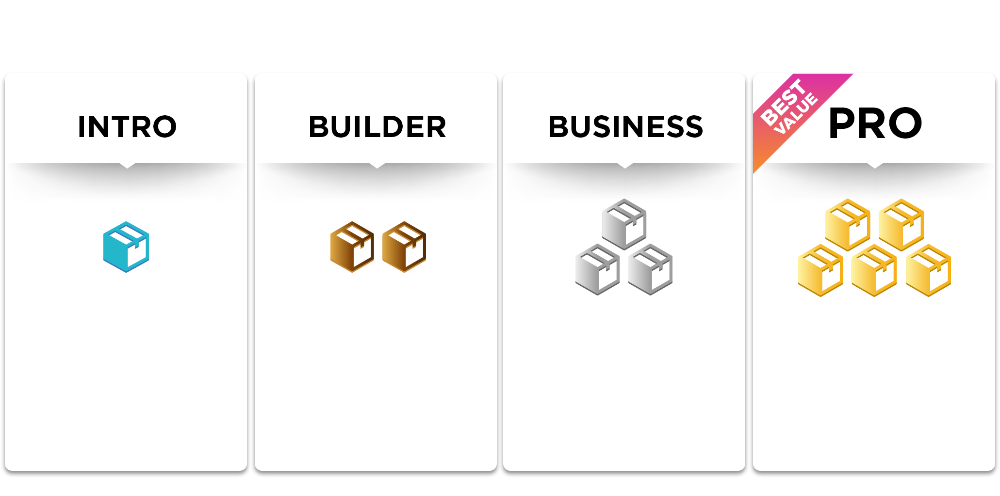 INTRO
BUILDER
BUSINESS
BEST
VALUE
PRO